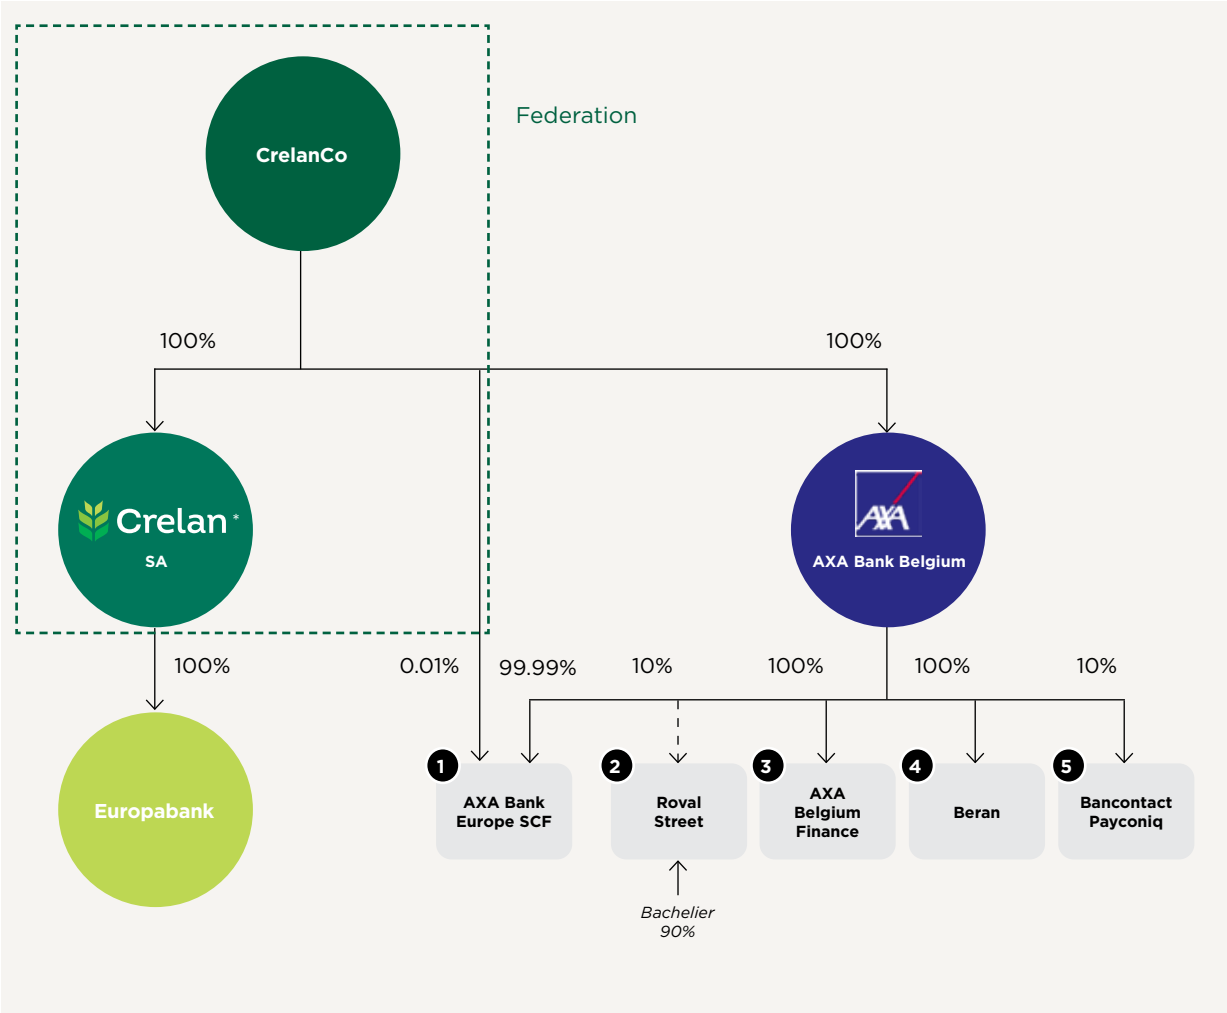 Federation
CrelanCo
100%
100%
Crelan *
SA
AXA
AXA Bank Belgium
100%
0.01%
99.99%
10%
100%
100%
10%
1
AXA Bank
Europe SCF
2
Roval
Street
3
AXA
Belgium
Finance
4
Beran
5
Bancontact
Payconiq
Europabank
Bachelier
90%